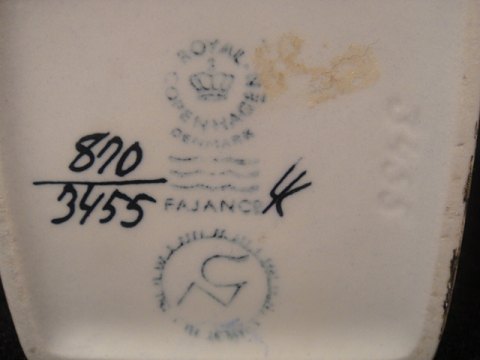 ROYAL
COPENHAGEN
DENMARK
870
3455
FAJANCE